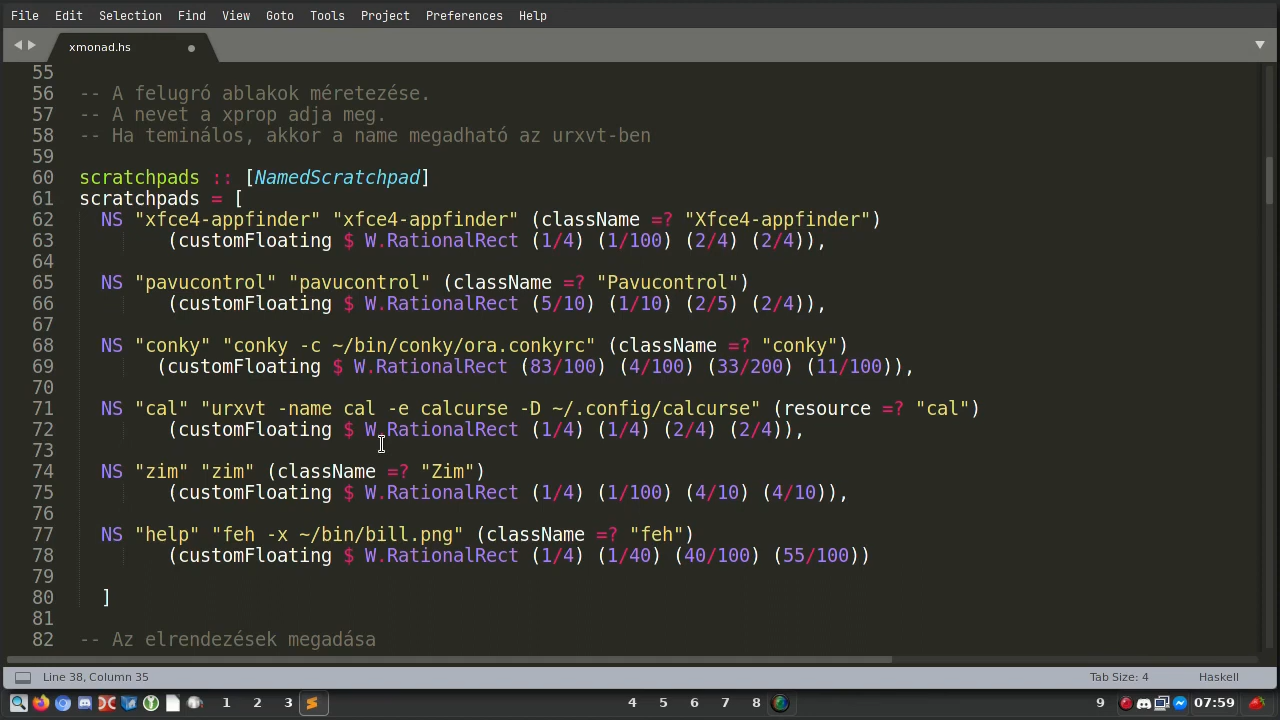 File Edit Selection Find View Goto Tools Project Preferences Help
xmonad.hs
55
56 -- A felugró ablakok méretezése.
57 -- A nevet a xprop adja meg.
58 -- Ha teminálos, akkor a name megadható az urxvt-ben
59
60 scratchpads :: [NamedScratchpad]
61 scratchpads = [
62 NS "xfce4-appfinder" "xfce4-appfinder" (className =? "Xfce4-appfinder")
63 (customFloating $ W.RationalRect (1/4) (1/100) (2/4) (2/4)),
64
65 NS "pavucontrol" "pavucontrol" (className =? "Pavucontrol")
66 (customFloating $ W.RationalRect (5/10) (1/10) (2/5) (2/4)),
67
68 NS "conky" "conky -c ~/bin/conky/ora.conkyrc" (className =? "conky")
69 (customFloating $ W.RationalRect (83/100) (4/100) (33/200) (11/100)),
70
71 NS "cal" "urxvt -name cal -e calcurse -D ~/.config/calcurse" (resource =? "cal")
72 (customFloating $ W.RationalRect (1/4) (1/4) (2/4) (2/4)),
73
74 NS "zim" "zim" (className =? "Zim")
75 (customFloating $ W.RationalRect (1/4) (1/100) (4/10) (4/10)),
76
77 NS "help" "feh -x ~/bin/bill.png" (className =? "feh")
78 (customFloating $ W.RationalRect (1/4) (1/40) (40/100) (55/100))
79
80 ]
81
82 -- Az elrendezések megadása
Line 38, Column 35 Tab Size: 4 Haskell
1 2 3 4 5 6 7 8 9 07:59